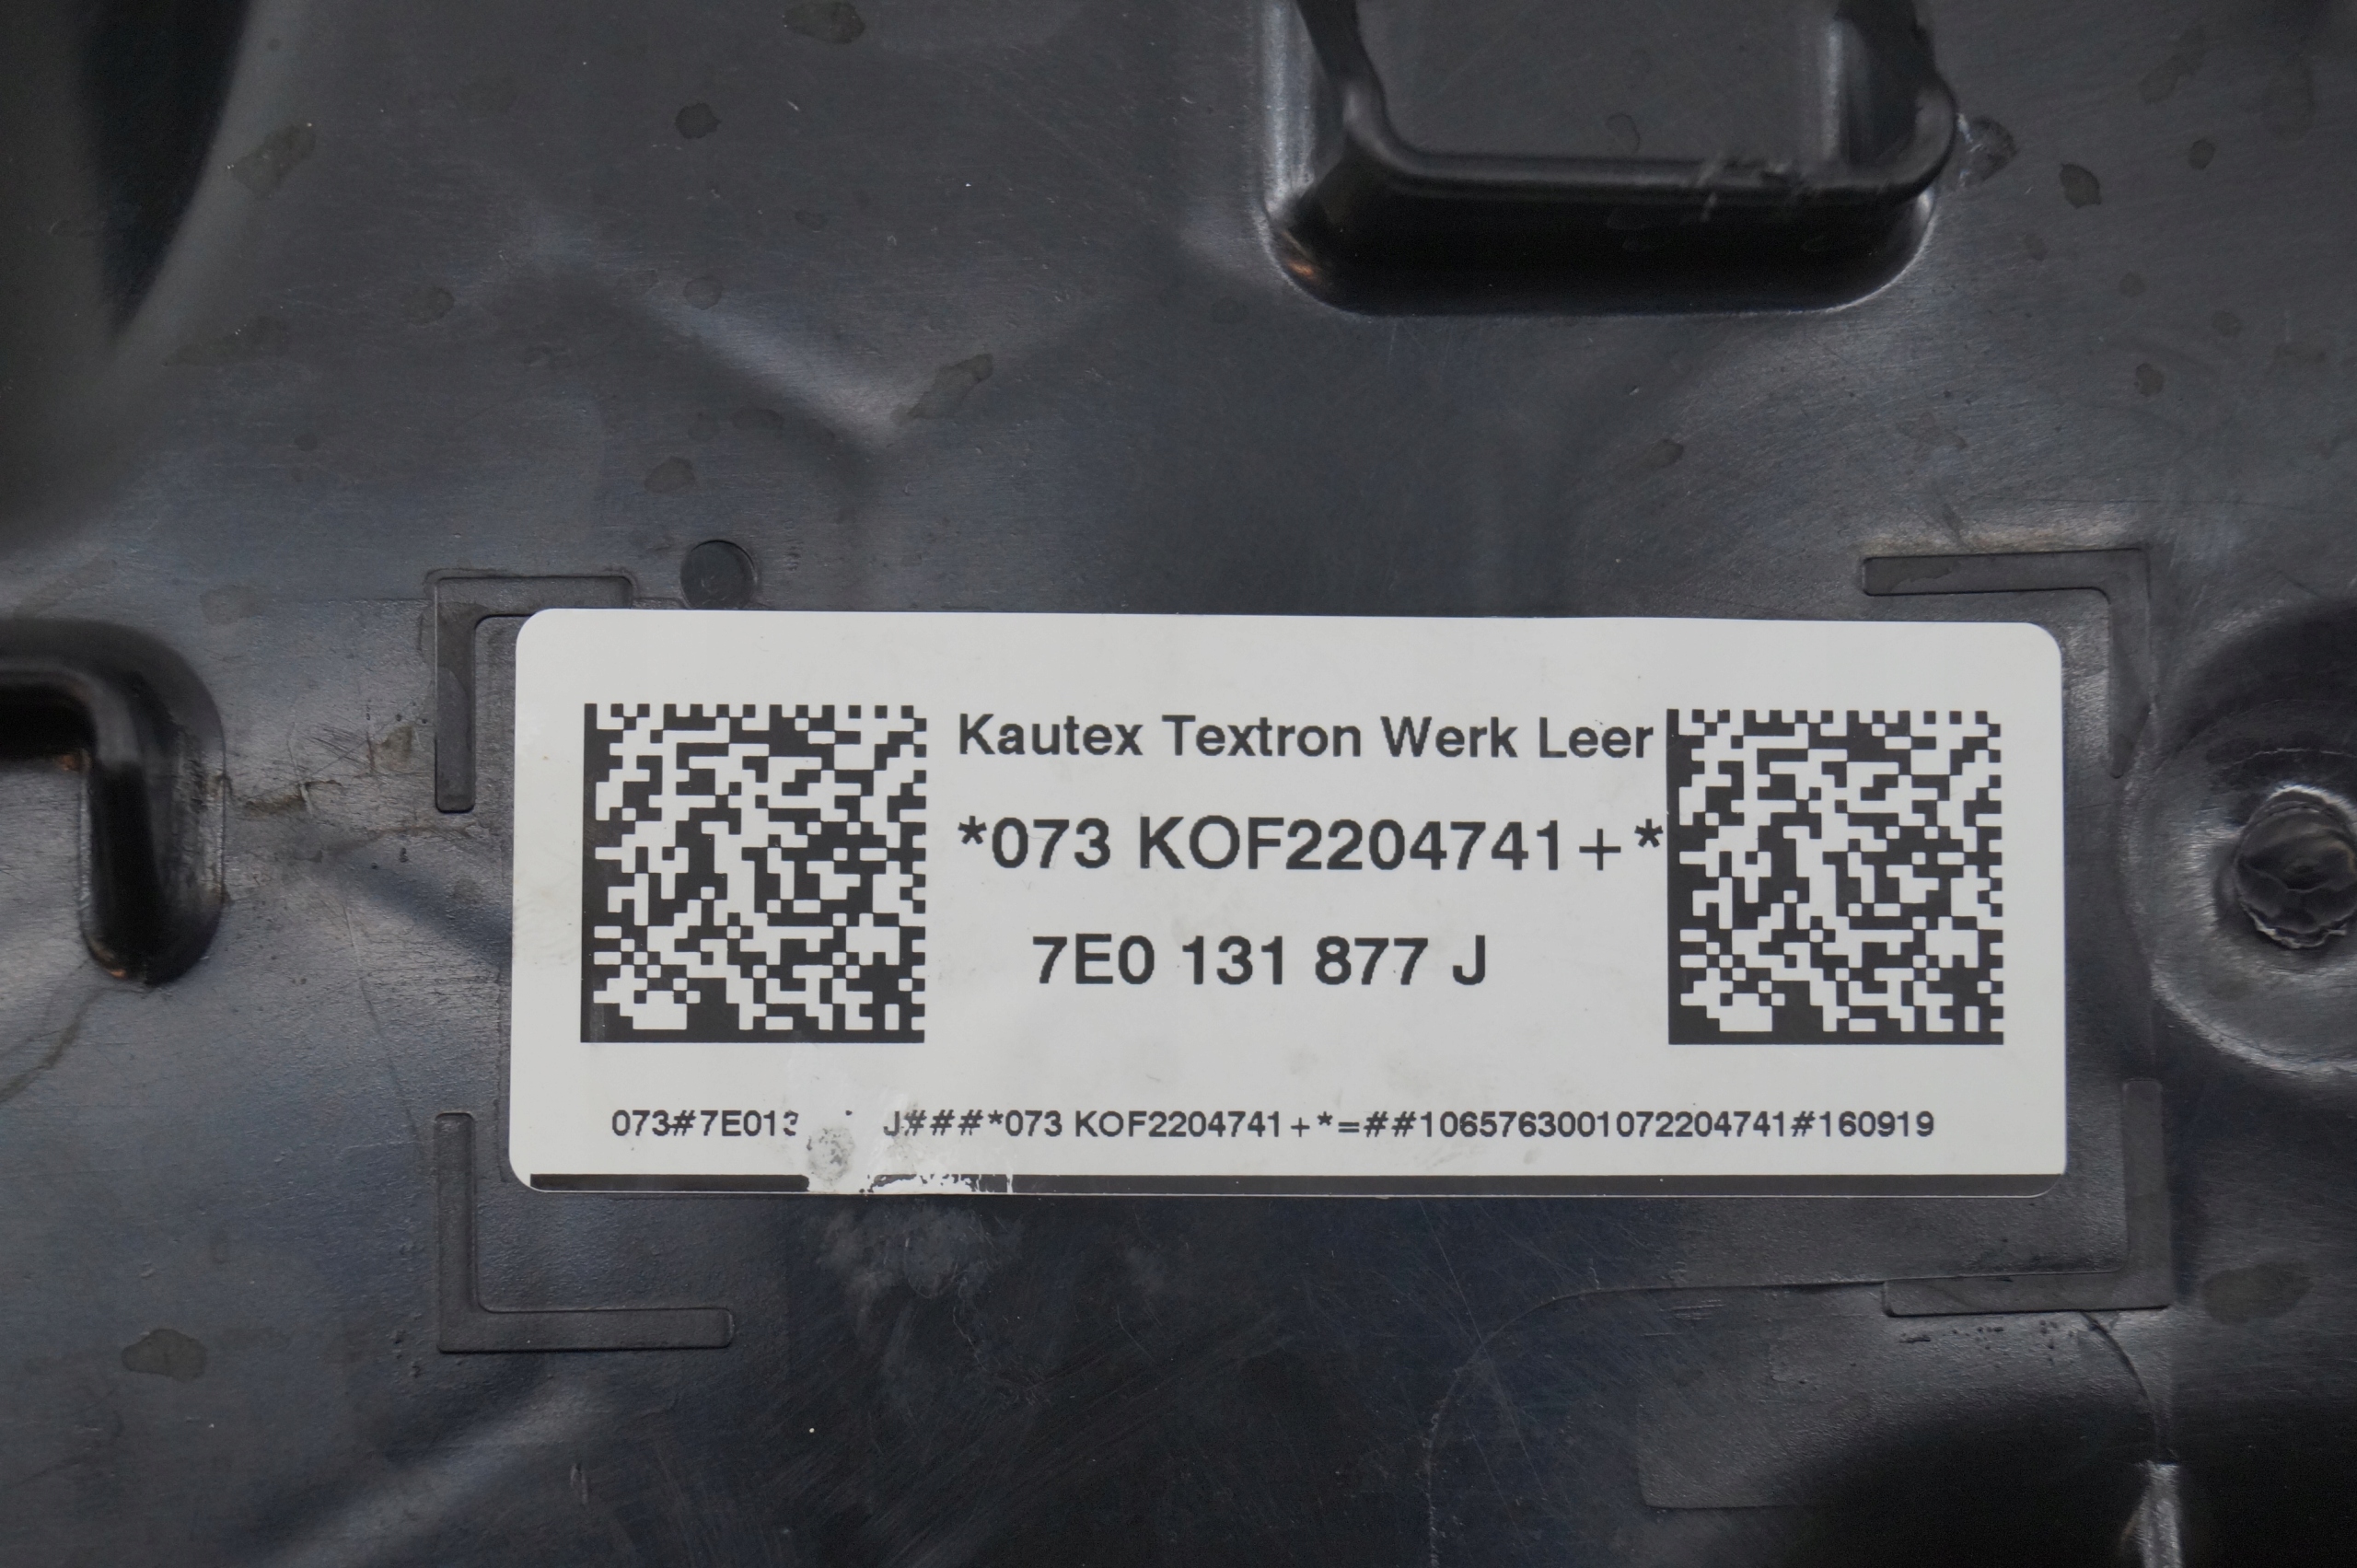 Kautex Textron Werk Leer
*073 KOF2204741+*
7E0 131 877 J
073#7E013 J###*073 KOF2204741+*=##1065763001072204741#160919